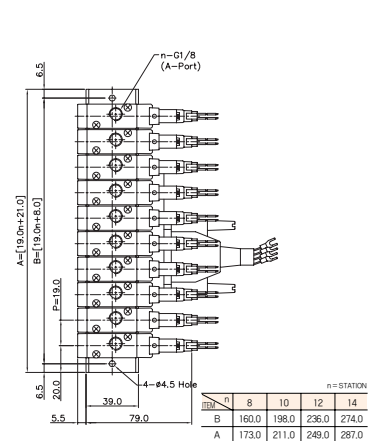 n-G1/8
(A-Port)
6.5
A=[19.0n+21.0]
B=[19.0n+8.0]
P=19.0
20.0
6.5
4-ø4.5 Hole
39.0
5.5
79.0
n=STATION
ITEM n 8 10 12 14
B 160.0 198.0 236.0 274.0
A 173.0 211.0 249.0 287.0